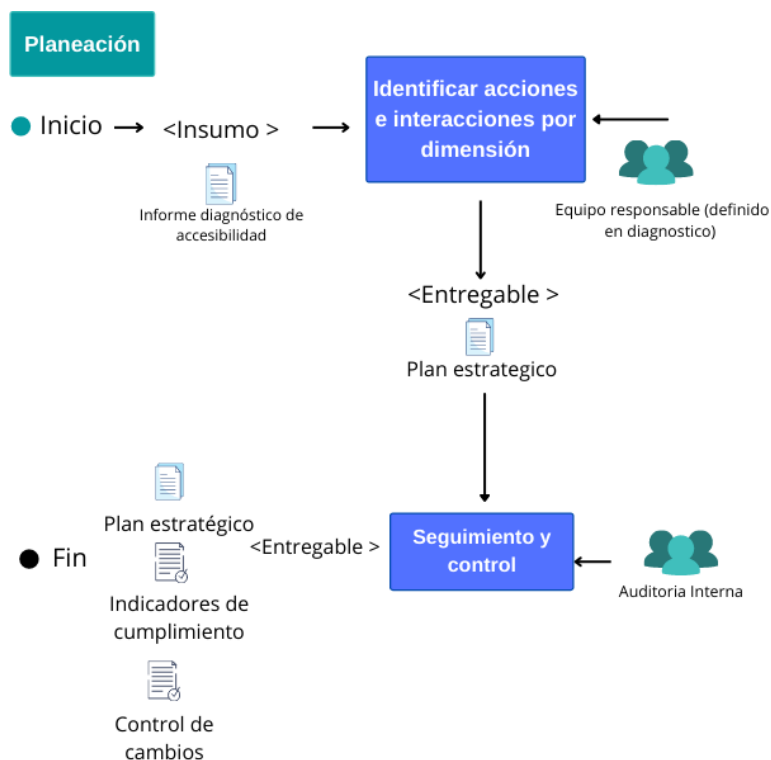 Planeación
Inicio
<Insumo >
Informe diagnóstico de
accesibilidad
Identificar acciones
e interacciones por
dimensión
Equipo responsable (definido
en diagnostico)
<Entregable >
Plan estrategico
Seguimiento y
control
Auditoria Interna
<Entregable >
Plan estratégico
Indicadores de
cumplimiento
Control de
cambios
Fin